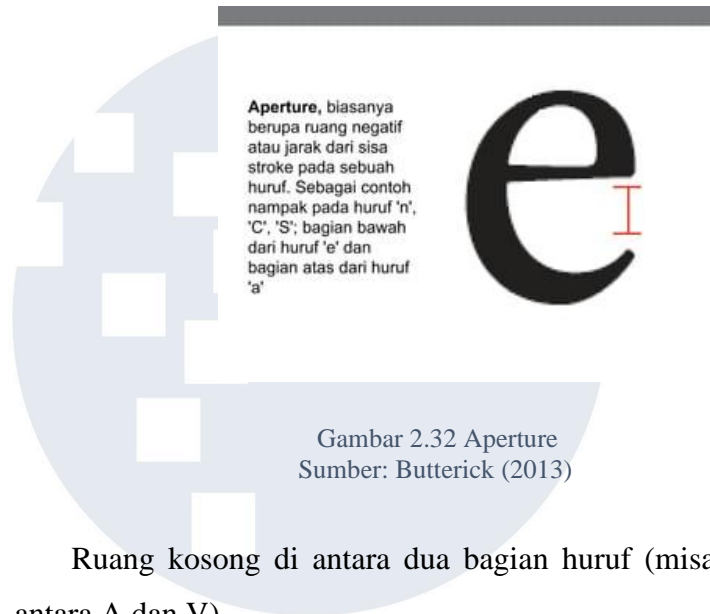 Aperture, biasanya
berupa ruang negatif
atau jarak dari sisa
stroke pada sebuah
huruf. Sebagai contoh
nampak pada huruf 'n',
'C', 'S'; bagian bawah
dari huruf 'e' dan
bagian atas dari huruf
'a'
e
Gambar 2.32 Aperture
Sumber: Butterick (2013)
Ruang kosong di antara dua bagian huruf
antara A dan V)